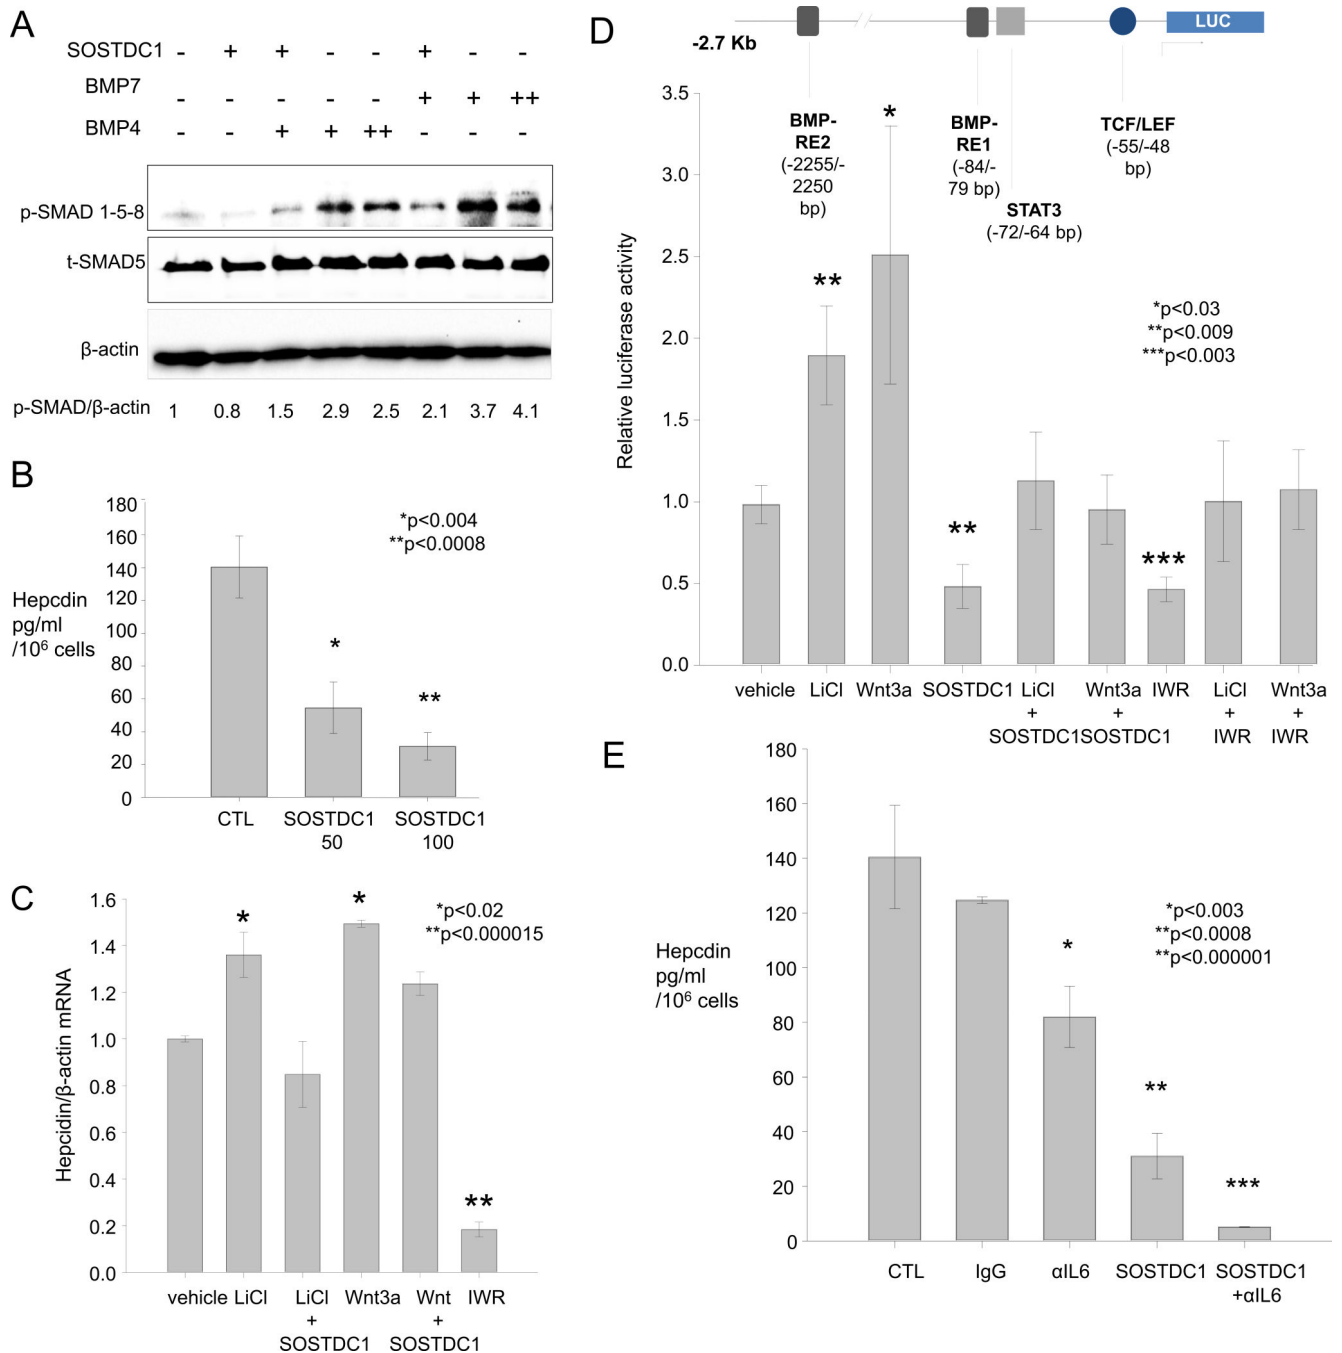 A
SOSTDC1 - + + - - + - -
BMP7 - - - - - + + ++
BMP4 - - + + ++ - - -
p-SMAD 1-5-8
t-SMAD5
β-actin
p-SMAD/β-actin 1 0.8 1.5 2.9 2.5 2.1 3.7 4.1
B
180
160
140
120
100
80
60
40
20
0
Hepcdin
pg/ml
/10⁶ cells
*p<0.004
**p<0.0008
*
**
CTL SOSTDC1 SOSTDC1
50 100
C
1.6
1.4
1.2
1.0
0.8
0.6
0.4
0.2
0.0
Hepcidin/β-actin mRNA
*p<0.02
**p<0.000015
*
*
**
vehicle LiCl LiCl Wnt3a Wnt IWR
+ +
SOSTDC1 SOSTDC1
D
-2.7 Kb
LUC
BMP-
RE2
(-2255/-
2250
bp)
BMP-
RE1
(-84/-
79 bp)
STAT3
(-72/-64 bp)
TCF/LEF
(-55/-48
bp)
3.5
3.0
2.5
2.0
1.5
1.0
0.5
0.0
Relative luciferase activity
*p<0.03
**p<0.009
***p<0.003
**
*
**
***
vehicle LiCl Wnt3a SOSTDC1 LiCl Wnt3a IWR LiCl Wnt3a
+ + + +
SOSTDC1 SOSTDC1 IWR IWR
E
180
160
140
120
100
80
60
40
20
0
Hepcdin
pg/ml
/10⁶ cells
*p<0.003
**p<0.0008
**p<0.000001
*
**
***
CTL IgG αIL6 SOSTDC1 SOSTDC1
+αIL6